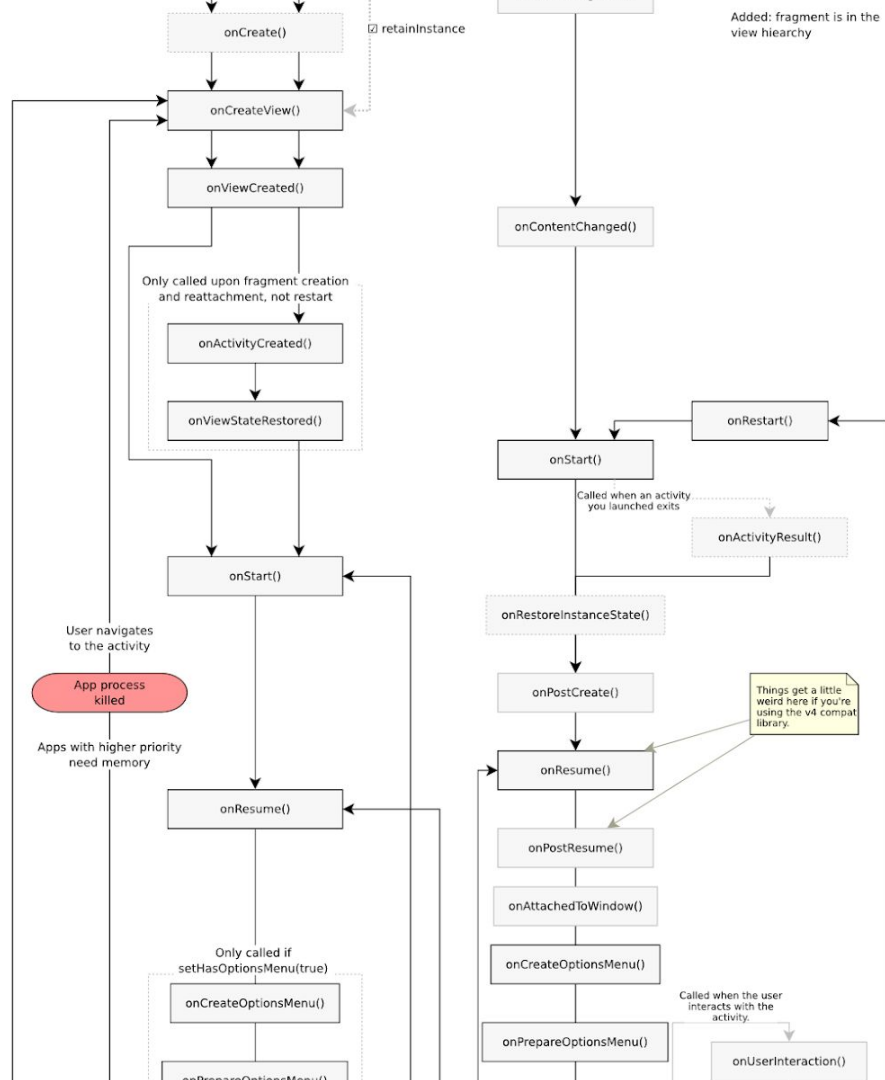 onCreate()
☑ retainInstance
Added: fragment is in the
view hiearchy
onCreateView()
onViewCreated()
onContentChanged()
Only called upon fragment creation
and reattachment, not restart
onActivityCreated()
onViewStateRestored()
onRestart()
onStart()
Called when an activity
you launched exits
onActivityResult()
onStart()
onRestoreInstanceState()
User navigates
to the activity
App process
killed
onPostCreate()
Things get a little
weird here if you're
using the v4 compat
library.
Apps with higher priority
need memory
onResume()
onResume()
onPostResume()
onAttachedToWindow()
Only called if
setHasOptionsMenu(true)
onCreateOptionsMenu()
onCreateOptionsMenu()
Called when the user
interacts with the
activity.
onPrepareOptionsMenu()
onUserInteraction()
onPrepareOptionsMenu()